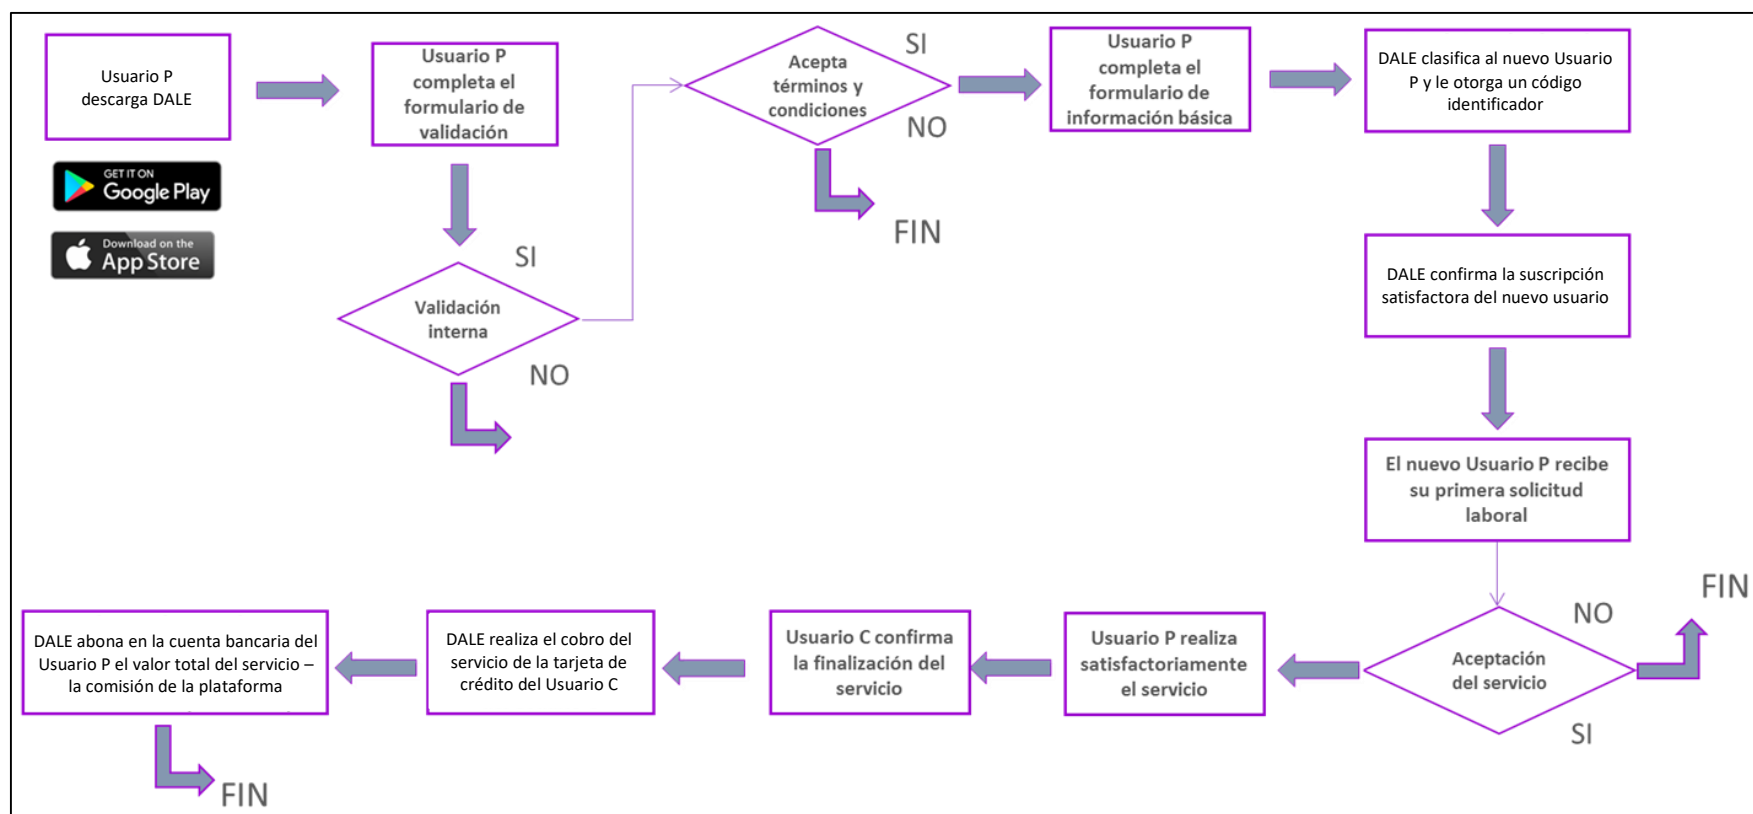 Usuario P
descarga DALE
GET IT ON
Google Play
Download on the
App Store
Usuario P
completa el
formulario de
validación
SI
Validación
interna
NO
Acepta
términos y
condiciones
SI
NO
FIN
Usuario P
completa el
formulario de
información básica
DALE clasifica al nuevo Usuario
P y le otorga un código
identificador
DALE confirma la suscripción
satisfactora del nuevo usuario
El nuevo Usuario P recibe
su primera solicitud
laboral
NO
FIN
Aceptación
del servicio
SI
Usuario P realiza
satisfactoriamente
el servicio
Usuario C confirma
la finalización del
servicio
DALE realiza el cobro del
servicio de la tarjeta de
crédito del Usuario C
DALE abona en la cuenta bancaria del
Usuario P el valor total del servicio –
la comisión de la plataforma
FIN